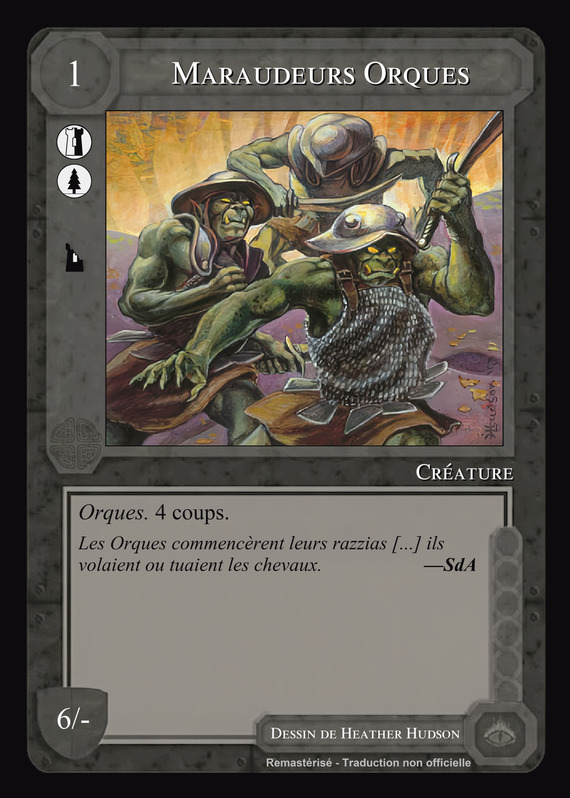 1
Maraudeurs Orques
Créature
Orques. 4 coups.
Les Orques commencèrent leurs razzias [...] ils
volaient ou tuaient les chevaux. —SdA
6/-
Dessin de Heather Hudson
Remastérisé - Traduction non officielle